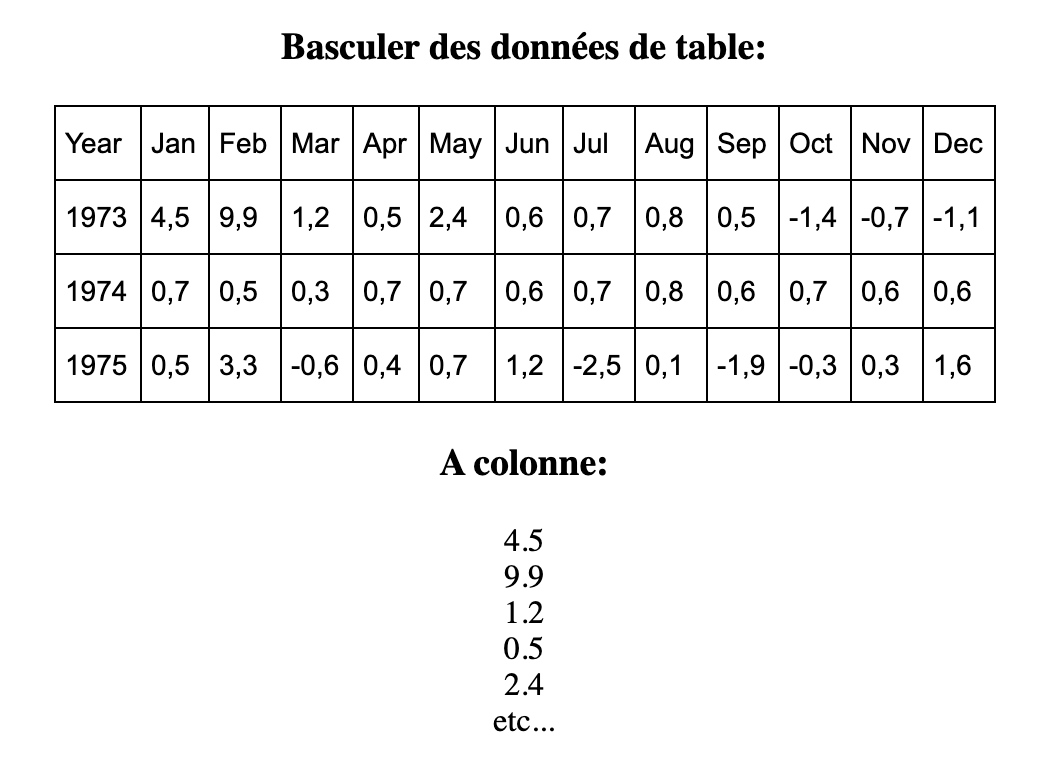 Basculer des données de table:
Year Jan Feb Mar Apr May Jun Jul Aug Sep Oct Nov Dec
1973 4,5 9,9 1,2 0,5 2,4 0,6 0,7 0,8 0,5 -1,4 -0,7 -1,1
1974 0,7 0,5 0,3 0,7 0,7 0,6 0,7 0,8 0,6 0,7 0,6 0,6
1975 0,5 3,3 -0,6 0,4 0,7 1,2 -2,5 0,1 -1,9 -0,3 0,3 1,6
A colonne:
4.5
9.9
1.2
0.5
2.4
etc...